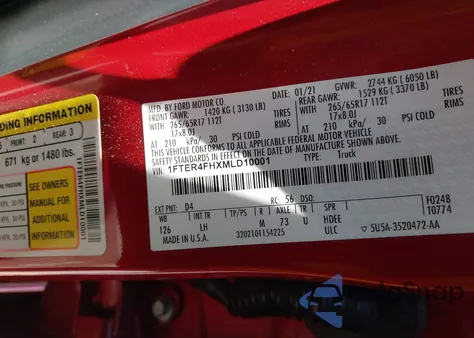 DING INFORMATION
5 FRONT: 2 REAR: 3
671 kg or 1480 lbs.
SEE OWNERS
MANUAL FOR
ADDITIONAL
INFORMATION
1FTER4FHXMLD10001
MFD. BY FORD MOTOR CO.
01/21
GVWR: 2744 KG ( 6050 LB)
FRONT GAWR: 1420 KG ( 3130 LB)
REAR GAWR: 1529 KG ( 3370 LB)
WITH 265/65R17 112T TIRES
WITH 265/65R17 112T TIRES
17x8.0J RIMS
17x8.0J RIMS
AT 210 kPa/ 30 PSI COLD
AT 210 kPa/ 30 PSI COLD
THIS VEHICLE CONFORMS TO ALL APPLICABLE FEDERAL MOTOR VEHICLE
SAFETY STANDARDS IN EFFECT ON THE DATE OF MANUFACTURE SHOWN ABOVE.
VIN: 1FTER4FHXMLD10001
TYPE: Truck
EXT PNT: D4 RC: 56 DSO: F0248
WB INT TR TP/PS R AXLE TR SPR T0774
126 LH M 73 U HDEE
MADE IN U.S.A. 3202101154225 ULC 5U5A-3520472-AA